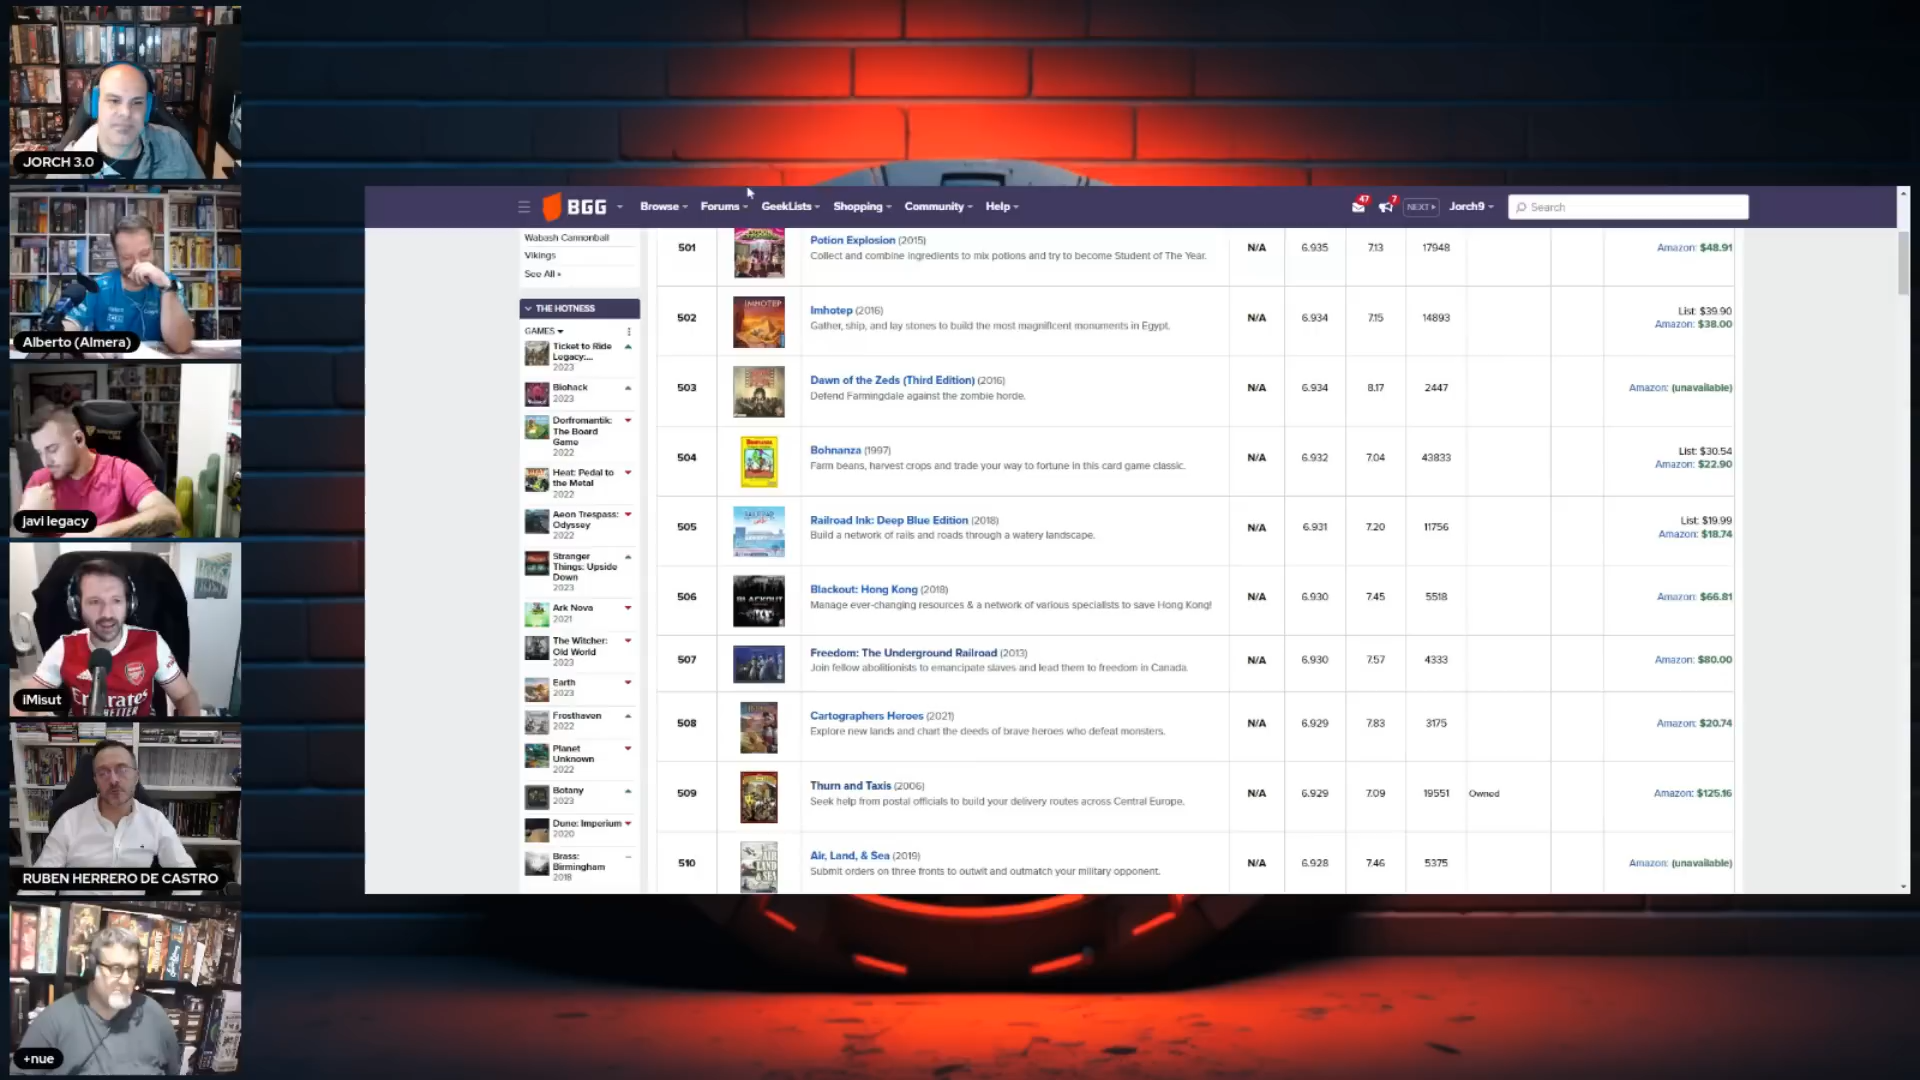 JORCH 3.0
Alberto (Almera)
javi legacy
iMisut
Emirates
RUBEN HERRERO DE CASTRO
+nue
BGG
Browse
Forums
GeekLists
Shopping
Community
Help
47
7
NEXT
Jorch9
Search
Wabash Cannonball
Vikings
See All »
THE HOTNESS
GAMES
Ticket to Ride
Legacy:...
2023
Biohack
2023
Dorfromantik:
The Board
Game
2022
Heat: Pedal to
the Metal
2022
Aeon Trespass:
Odyssey
2022
Stranger
Things: Upside
Down
2023
Ark Nova
2021
The Witcher:
Old World
2023
Earth
2023
Frosthaven
2022
Planet
Unknown
2022
Botany
2023
Dune: Imperium
2020
Brass:
Birmingham
2018
501 Potion Explosion (2015) N/A 6.935 7.13 17948 Amazon: $48.91
Collect and combine ingredients to mix potions and try to become Student of The Year.
IMHOTEP
502 Imhotep (2016) N/A 6.934 7.15 14893 List: $39.90
Gather, ship, and lay stones to build the most magnificent monuments in Egypt. Amazon: $38.00
503 Dawn of the Zeds (Third Edition) (2016) N/A 6.934 8.17 2447 Amazon: (unavailable)
Defend Farmingdale against the zombie horde.
504 Bohnanza (1997) N/A 6.932 7.04 43833 List: $30.54
Farm beans, harvest crops and trade your way to fortune in this card game classic. Amazon: $22.90
505 Railroad Ink: Deep Blue Edition (2018) N/A 6.931 7.20 11756 List: $19.99
Build a network of rails and roads through a watery landscape. Amazon: $18.74
BLACKOUT
506 Blackout: Hong Kong (2018) N/A 6.930 7.45 5518 Amazon: $66.81
Manage ever-changing resources & a network of various specialists to save Hong Kong!
507 Freedom: The Underground Railroad (2013) N/A 6.930 7.57 4333 Amazon: $80.00
Join fellow abolitionists to emancipate slaves and lead them to freedom in Canada.
508 Cartographers Heroes (2021) N/A 6.929 7.83 3175 Amazon: $20.74
Explore new lands and chart the deeds of brave heroes who defeat monsters.
509 Thurn and Taxis (2006) N/A 6.929 7.09 19551 Owned Amazon: $125.16
Seek help from postal officials to build your delivery routes across Central Europe.
AIR
LAND
& SEA
510 Air, Land, & Sea (2019) N/A 6.928 7.46 5375 Amazon: (unavailable)
Submit orders on three fronts to outwit and outmatch your military opponent.